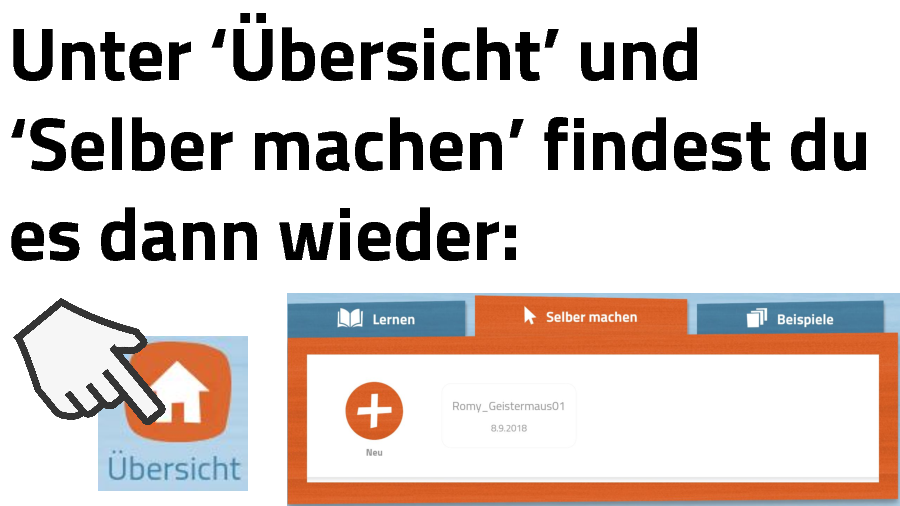 Unter ‘Übersicht’ und
‘Selber machen’ findest du
es dann wieder:
Lernen
Selber machen
Beispiele
Romy_Geistermaus01
8.9.2018
Neu
Übersicht